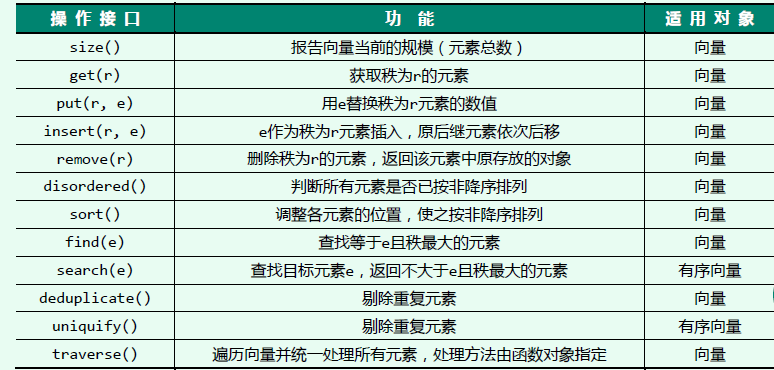 操作接口 功能 适用对象
size() 报告向量当前的规模（元素总数） 向量
get(r) 获取秩为r的元素 向量
put(r, e) 用e替换秩为r元素的数值 向量
insert(r, e) e作为秩为r元素插入，原后继元素依次后移 向量
remove(r) 删除秩为r的元素，返回该元素中原存放的对象 向量
disordered() 判断所有元素是否已按非降序排列 向量
sort() 调整各元素的位置，使之按非降序排列 向量
find(e) 查找等于e且秩最大的元素 向量
search(e) 查找目标元素e，返回不大于e且秩最大的元素 有序向量
deduplicate() 剔除重复元素 向量
uniquify() 剔除重复元素 有序向量
traverse() 遍历向量并统一处理所有元素，处理方法由函数对象指定 向量